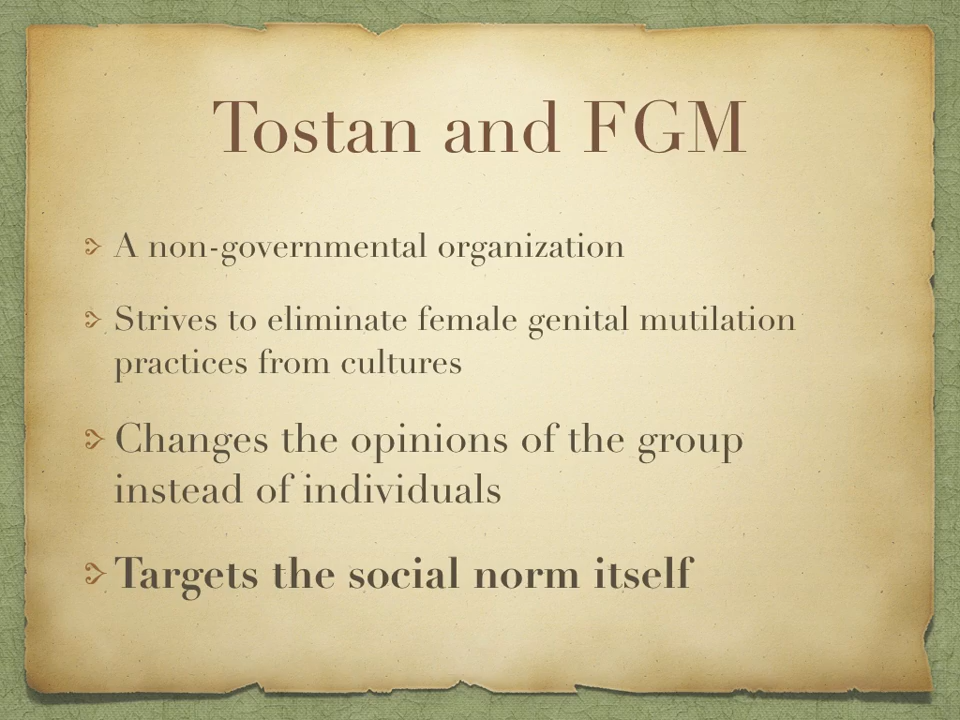 Tostan and FGM
A non-governmental organization
Strives to eliminate female genital mutilation
practices from cultures
Changes the opinions of the group
instead of individuals
Targets the social norm itself